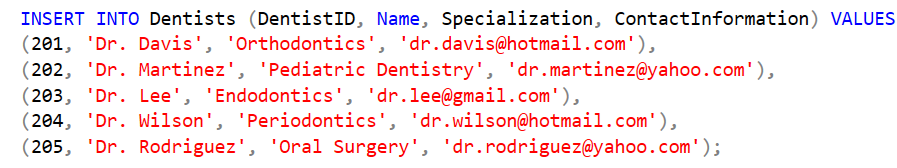 INSERT INTO Dentists (DentistID, Name, Specialization, ContactInformation) VALUES
(201, 'Dr. Davis', 'Orthodontics', 'dr.davis@hotmail.com'),
(202, 'Dr. Martinez', 'Pediatric Dentistry', 'dr.martinez@yahoo.com'),
(203, 'Dr. Lee', 'Endodontics', 'dr.lee@gmail.com'),
(204, 'Dr. Wilson', 'Periodontics', 'dr.wilson@hotmail.com'),
(205, 'Dr. Rodriguez', 'Oral Surgery', 'dr.rodriguez@yahoo.com');